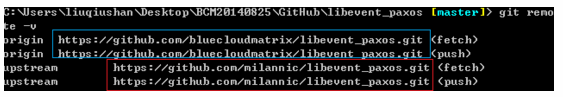 C:\Users\liuqiushan\Desktop\BCM20140825\GitHub\libevent_paxos [master]> git remo
te -v
origin  https://github.com/bluecloudmatrix/libevent_paxos.git (fetch)
origin  https://github.com/bluecloudmatrix/libevent_paxos.git (push)
upstream        https://github.com/milannic/libevent_paxos.git (fetch)
upstream        https://github.com/milannic/libevent_paxos.git (push)